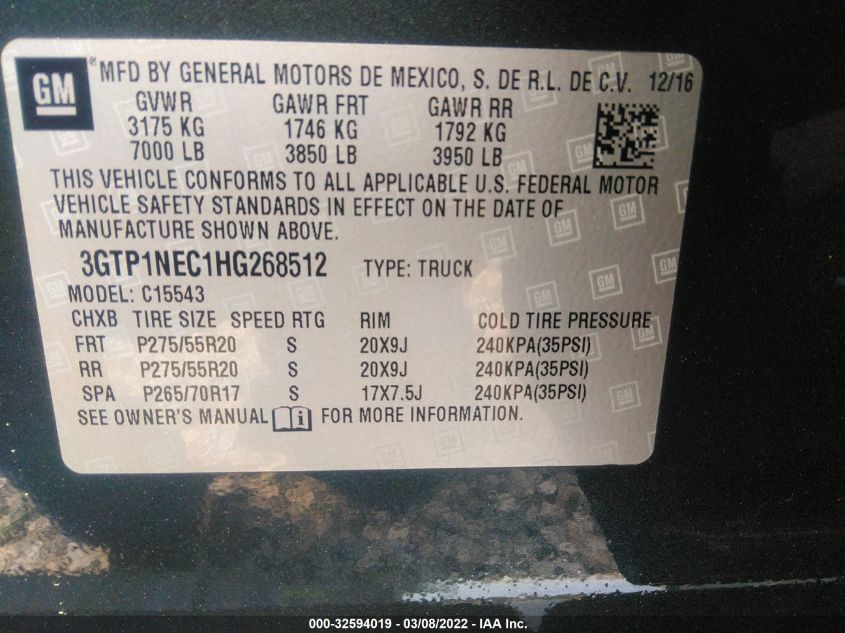 GM ® MFD BY GENERAL MOTORS DE MEXICO, S. DE R.L. DE C.V. 12/16
GVWR GAWR FRT GAWR RR
3175 KG 1746 KG 1792 KG
7000 LB 3850 LB 3950 LB
THIS VEHICLE CONFORMS TO ALL APPLICABLE U.S. FEDERAL MOTOR
VEHICLE SAFETY STANDARDS IN EFFECT ON THE DATE OF
MANUFACTURE SHOWN ABOVE.
3GTP1NEC1HG268512 TYPE: TRUCK
MODEL: C15543
CHXB TIRE SIZE SPEED RTG RIM COLD TIRE PRESSURE
FRT P275/55R20 S 20X9J 240KPA(35PSI)
RR P275/55R20 S 20X9J 240KPA(35PSI)
SPA P265/70R17 S 17X7.5J 240KPA(35PSI)
SEE OWNER'S MANUAL i FOR MORE INFORMATION.
000-32594019 - 03/08/2022 - IAA Inc.